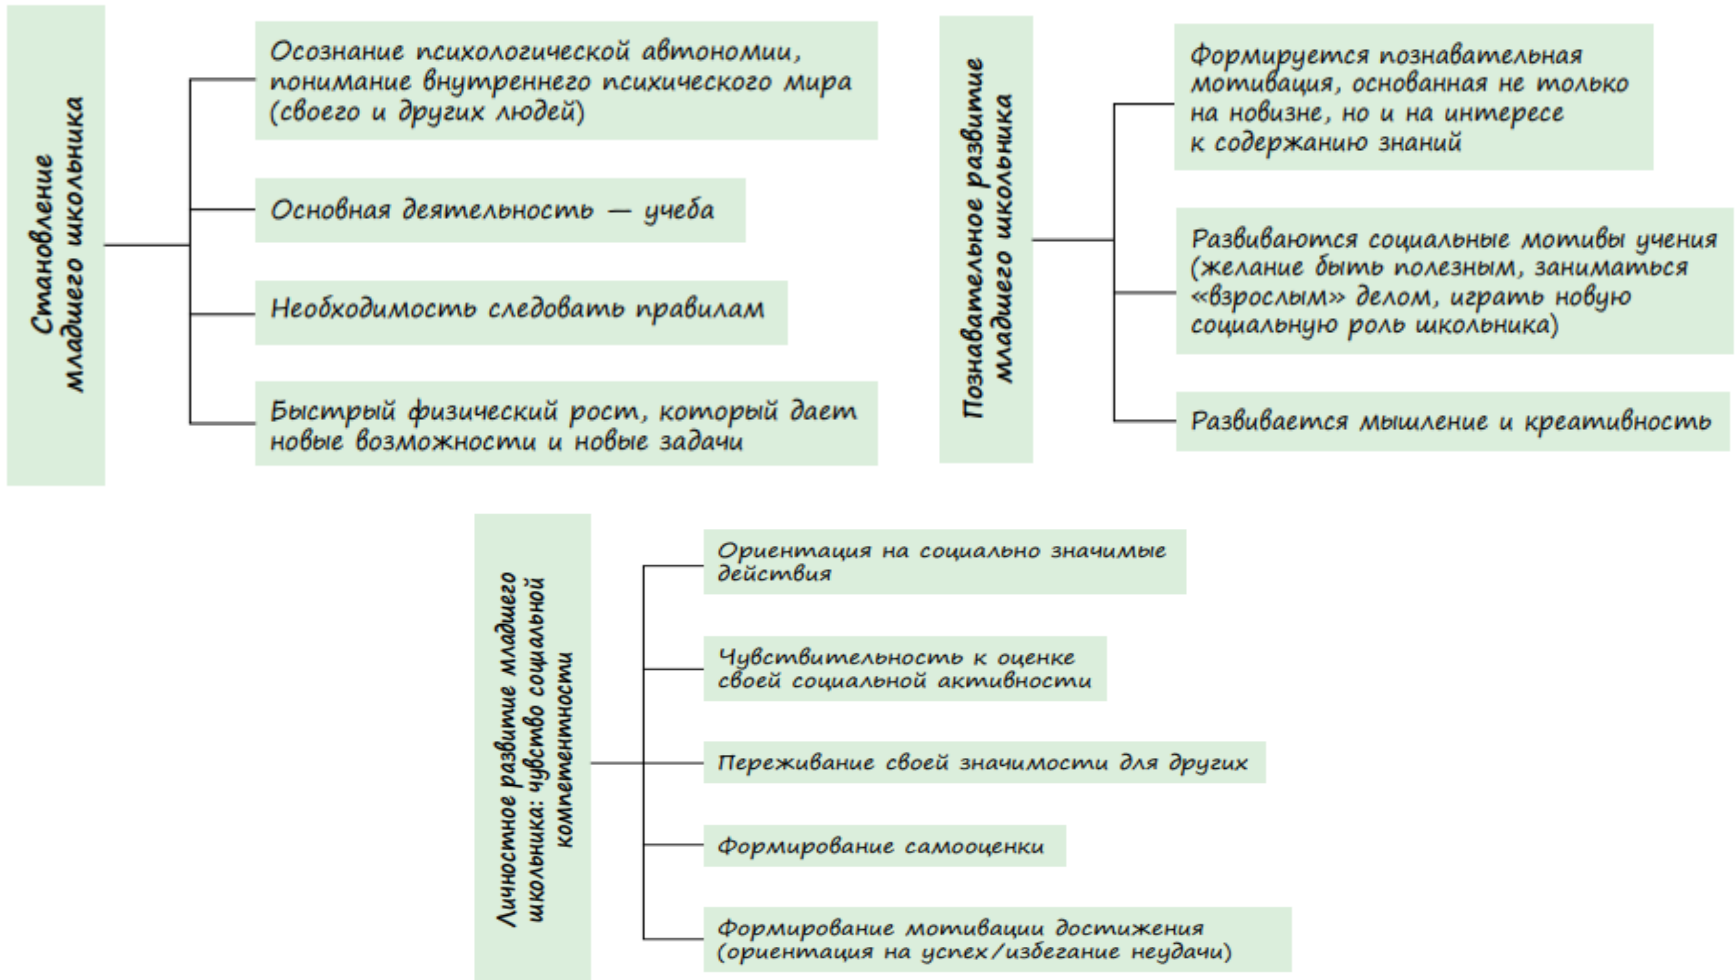 Становление
младшего школьника
Осознание психологической автономии,
понимание внутреннего психического мира
(своего и других людей)
Основная деятельность — учеба
Необходимость следовать правилам
Быстрый физический рост, который дает
новые возможности и новые задачи
Познавательное развитие
младшего школьника
Формируется познавательная
мотивация, основанная не только
на новизне, но и на интересе
к содержанию знаний
Развиваются социальные мотивы учения
(желание быть полезным, заниматься
«взрослым» делом, играть новую
социальную роль школьника)
Развивается мышление и креативность
Личностное развитие младшего
школьника: чувство социальной
компетентности
Ориентация на социально значимые
действия
Чувствительность к оценке
своей социальной активности
Переживание своей значимости для других
Формирование самооценки
Формирование мотивации достижения
(ориентация на успех/избегание неудачи)